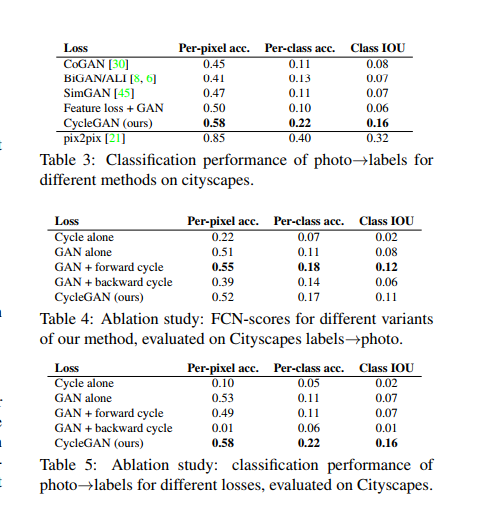 Loss Per-pixel acc. Per-class acc. Class IOU
CoGAN [30] 0.45 0.11 0.08
BiGAN/ALI [8, 6] 0.41 0.13 0.07
SimGAN [45] 0.47 0.11 0.07
Feature loss + GAN 0.50 0.10 0.06
CycleGAN (ours) 0.58 0.22 0.16
pix2pix [21] 0.85 0.40 0.32
Table 3: Classification performance of photo→labels for
different methods on cityscapes.
Loss Per-pixel acc. Per-class acc. Class IOU
Cycle alone 0.22 0.07 0.02
GAN alone 0.51 0.11 0.08
GAN + forward cycle 0.55 0.18 0.12
GAN + backward cycle 0.39 0.14 0.06
CycleGAN (ours) 0.52 0.17 0.11
Table 4: Ablation study: FCN-scores for different variants
of our method, evaluated on Cityscapes labels→photo.
Loss Per-pixel acc. Per-class acc. Class IOU
Cycle alone 0.10 0.05 0.02
GAN alone 0.53 0.11 0.07
GAN + forward cycle 0.49 0.11 0.07
GAN + backward cycle 0.01 0.06 0.01
CycleGAN (ours) 0.58 0.22 0.16
Table 5: Ablation study: classification performance of
photo→labels for different losses, evaluated on Cityscapes.